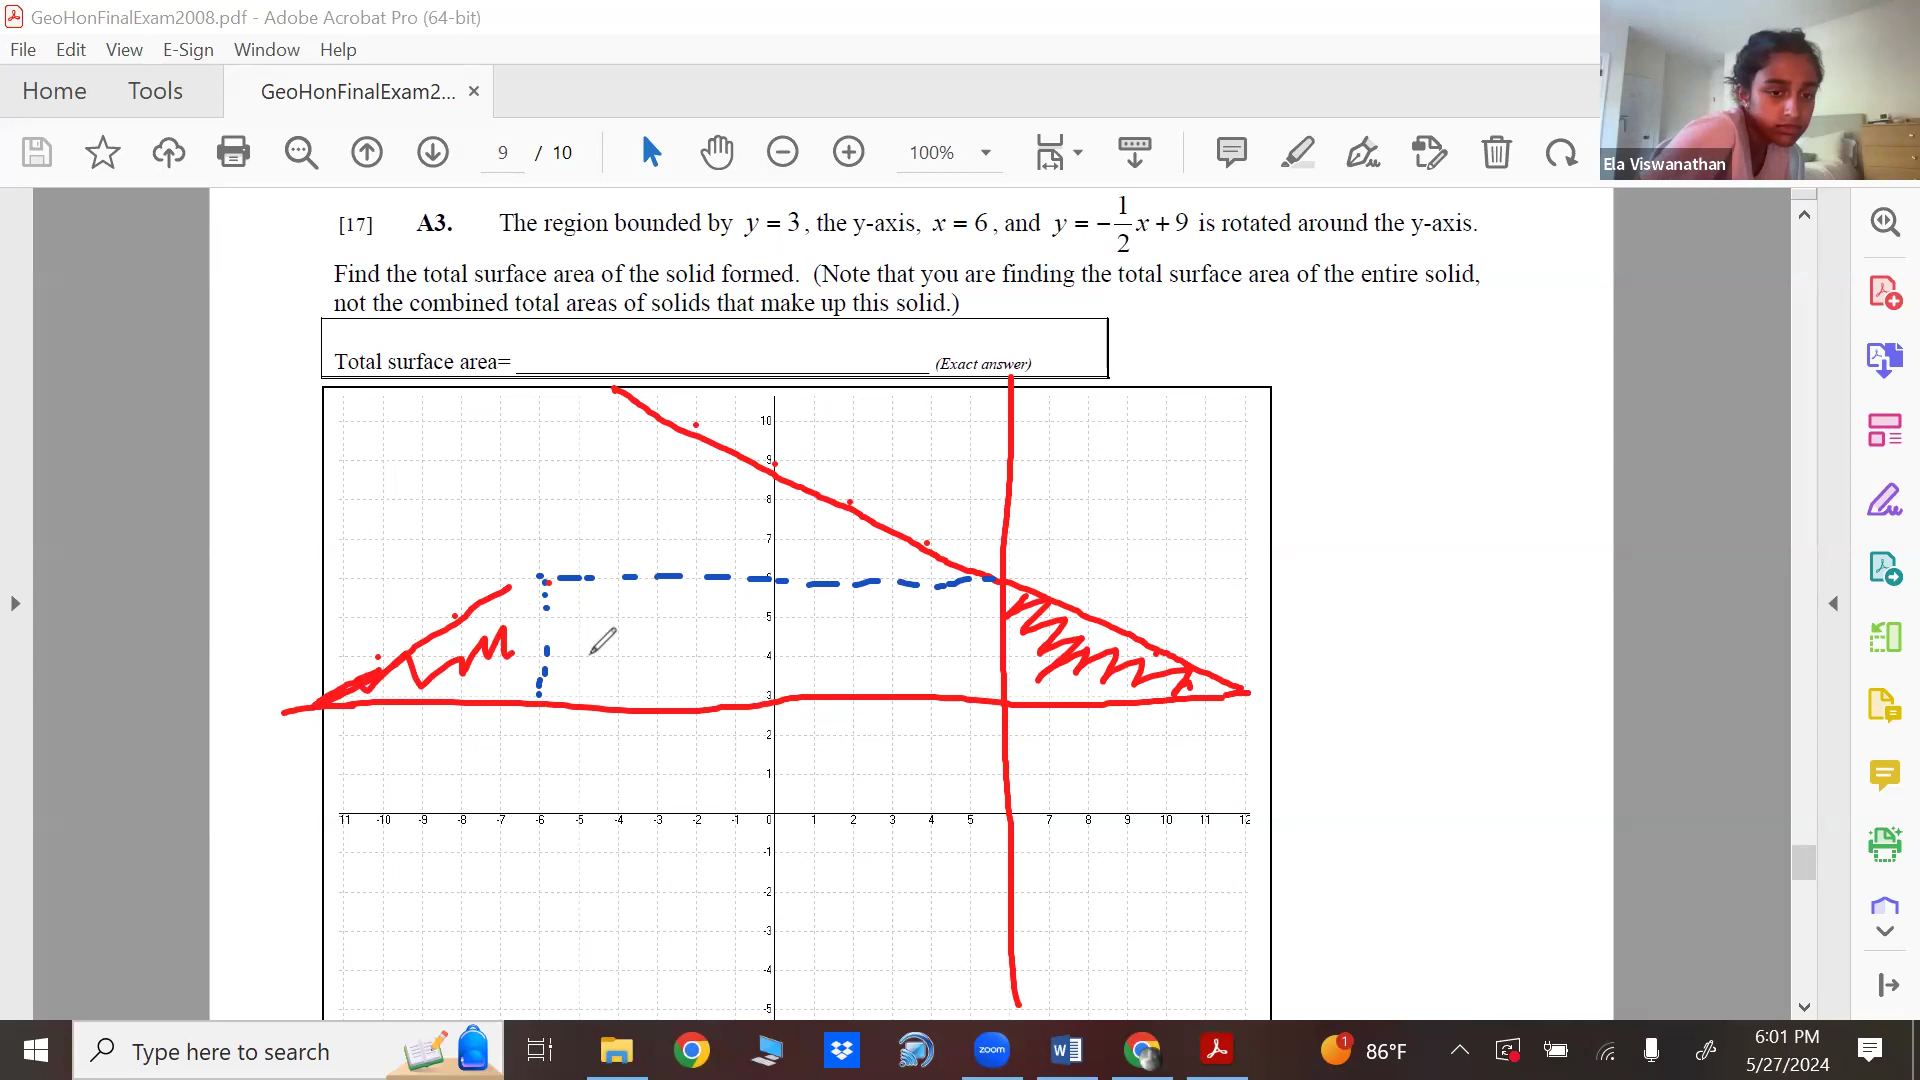 GeoHonFinalExam2008.pdf - Adobe Acrobat Pro (64-bit)
File Edit View E-Sign Window Help
Home Tools GeoHonFinalExam2... ×
9 / 10 100%
Ela Viswanathan
[17] A3. The region bounded by y = 3, the y-axis, x = 6, and y = -1/2 x + 9 is rotated around the y-axis.
Find the total surface area of the solid formed. (Note that you are finding the total surface area of the entire solid,
not the combined total areas of solids that make up this solid.)
Total surface area= ______________________ (Exact answer)
10
9
8
7
5
4
3
2
1
11 -10 -9 -8 -7 -6 -5 -4 -3 -2 -1 0 1 2 3 4 5 7 8 9 10 11 12
-1
-2
-3
-4
-5
Type here to search
zoom
1 86°F
6:01 PM
5/27/2024